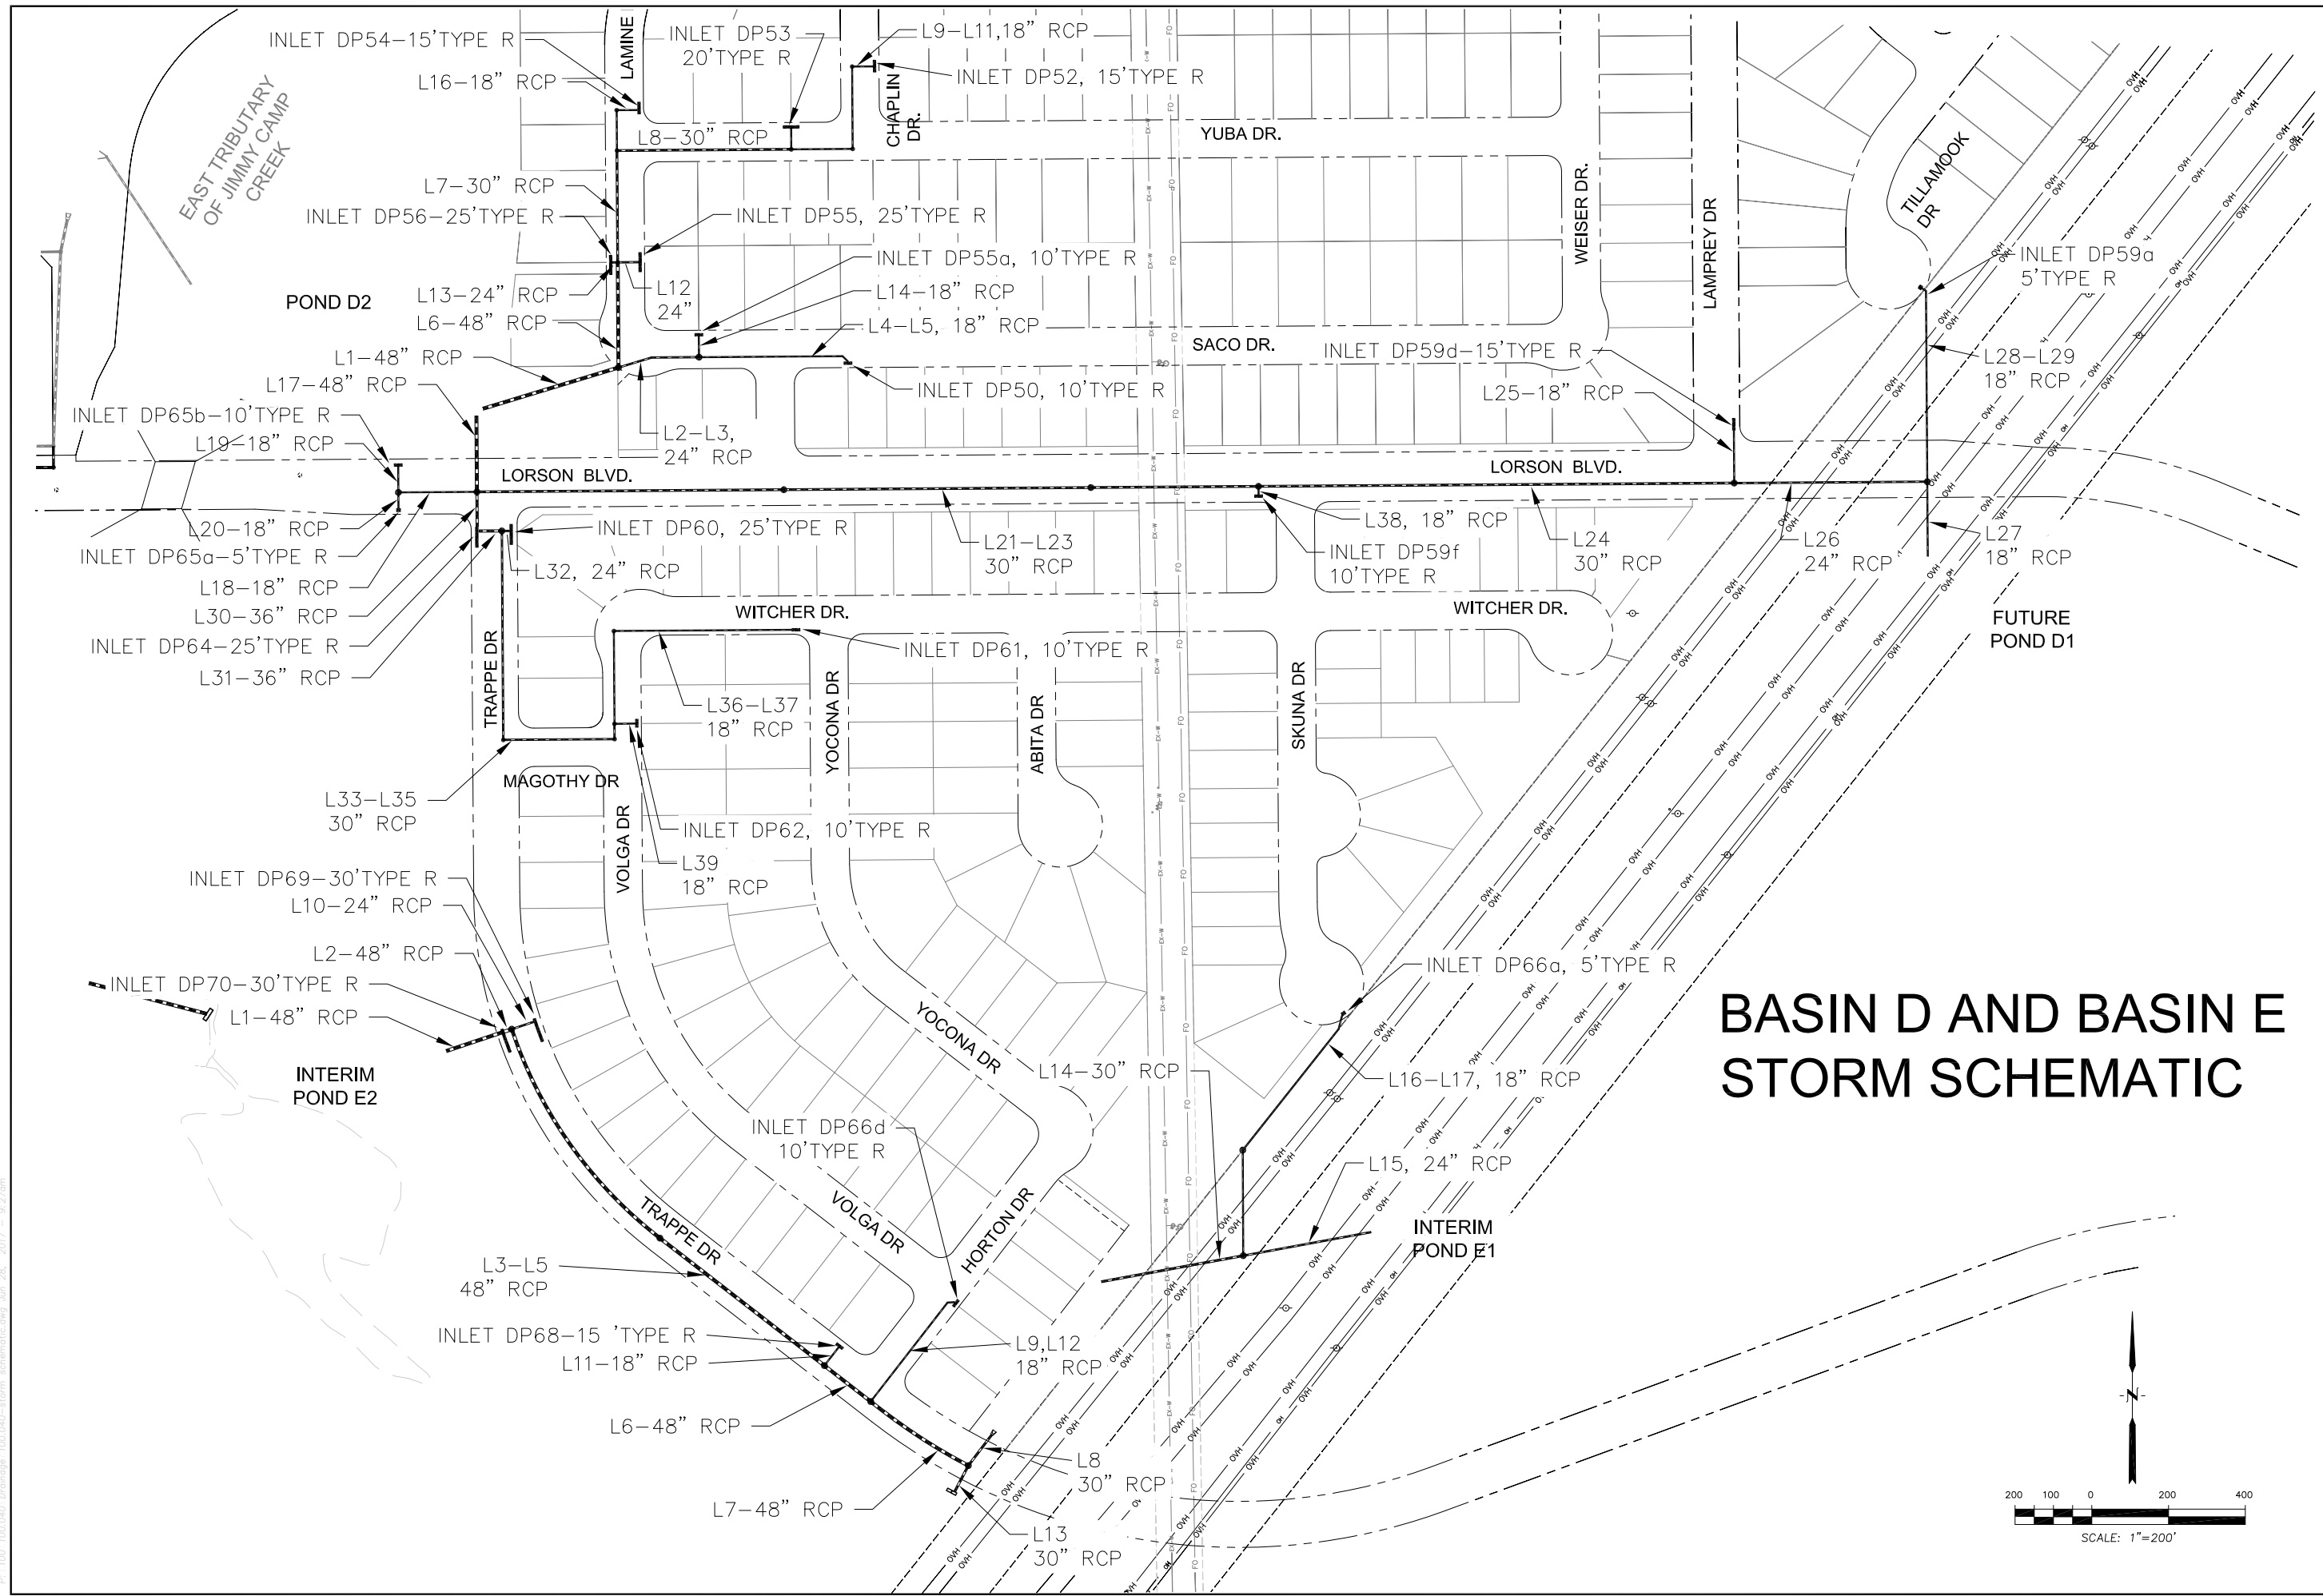 INLET DP54-15'TYPE R
LAMINE
INLET DP53
20'TYPE R
L9-L11,18" RCP
L16-18" RCP
INLET DP52, 15'TYPE R
EAST TRIBUTARY
OF JIMMY CAMP
CREEK
L8-30" RCP
CHAPLIN
DR.
YUBA DR.
TILLAMOOK
DR
L7-30" RCP
INLET DP56-25'TYPE R
INLET DP55, 25'TYPE R
WEISER DR.
LAMPREY DR
INLET DP55a, 10'TYPE R
INLET DP59a
5'TYPE R
POND D2
L13-24" RCP
L12
24"
L14-18" RCP
L6-48" RCP
L4-L5, 18" RCP
L1-48" RCP
SACO DR.
INLET DP59d-15'TYPE R
L28-L29
18" RCP
L17-48" RCP
INLET DP50, 10'TYPE R
L25-18" RCP
INLET DP65b-10'TYPE R
L19-18" RCP
L2-L3,
24" RCP
LORSON BLVD.
LORSON BLVD.
L20-18" RCP
INLET DP60, 25'TYPE R
L38, 18" RCP
INLET DP65a-5'TYPE R
L21-L23
30" RCP
INLET DP59f
10'TYPE R
L24
30" RCP
L26
24" RCP
L27
18" RCP
L32, 24" RCP
L18-18" RCP
L30-36" RCP
WITCHER DR.
WITCHER DR.
FUTURE
POND D1
INLET DP64-25'TYPE R
L31-36" RCP
TRAPPE DR
INLET DP61, 10'TYPE R
L36-L37
18" RCP
YOCONA DR
ABITA DR
SKUNA DR
MAGOTHY DR
L33-L35
30" RCP
VOLGA DR
INLET DP62, 10'TYPE R
L39
18" RCP
INLET DP69-30'TYPE R
L10-24" RCP
L2-48" RCP
INLET DP70-30'TYPE R
L1-48" RCP
INLET DP66a, 5'TYPE R
BASIN D AND BASIN E
STORM SCHEMATIC
YOCONA DR
INTERIM
POND E2
L14-30" RCP
L16-L17, 18" RCP
INLET DP66d
10'TYPE R
L15, 24" RCP
TRAPPE DR
VOLGA DR
HORTON DR
INTERIM
POND E1
L3-L5
48" RCP
INLET DP68-15 'TYPE R
L11-18" RCP
L9,L12
18" RCP
L6-48" RCP
L8
30" RCP
L7-48" RCP
L13
30" RCP
N
200 100 0 200 400
SCALE: 1"=200'